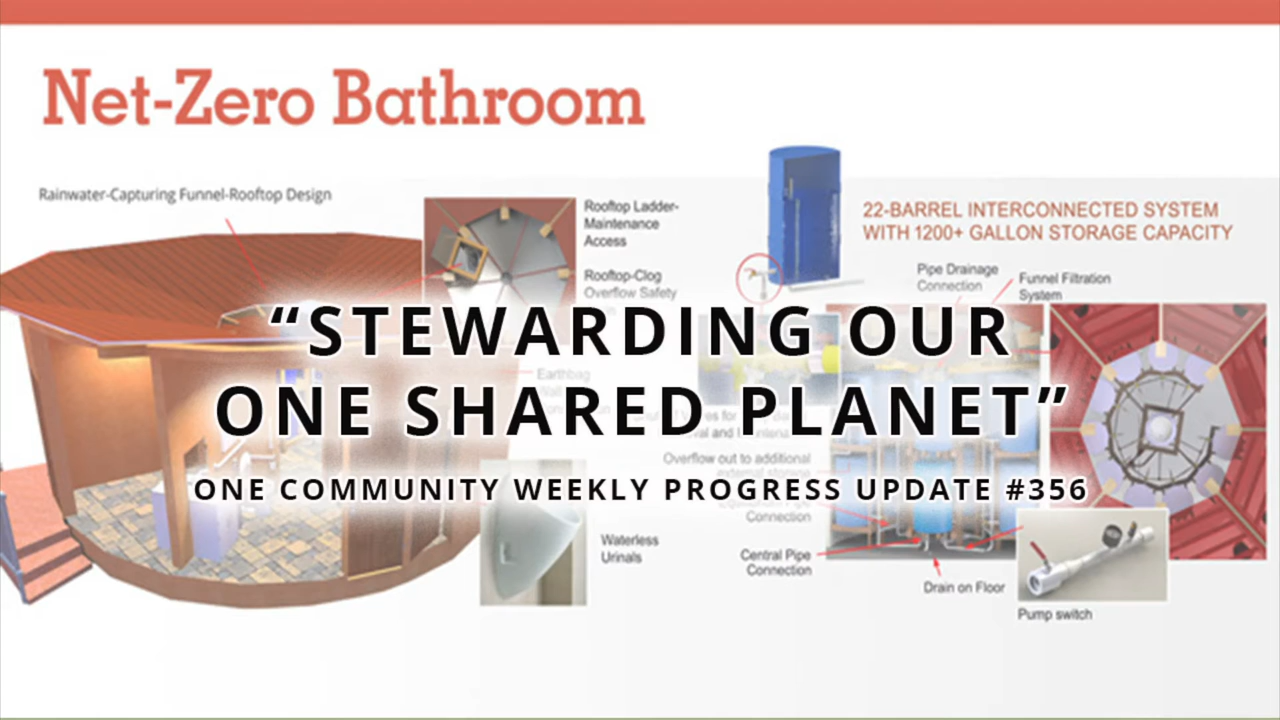 Net-Zero Bathroom
Rainwater-Capturing Funnel-Rooftop Design
Rooftop Ladder-
Maintenance
Access
Rooftop-Clog
Overflow Safety
22-BARREL INTERCONNECTED SYSTEM
WITH 1200+ GALLON STORAGE CAPACITY
Pipe Drainage
Connection
Funnel Filtration
System
“STEWARDING OUR
ONE SHARED PLANET”
ONE COMMUNITY WEEKLY PROGRESS UPDATE #356
Earthbag
Overflow out to additional
external storage
Connection
Waterless
Urinals
Central Pipe
Connection
Drain on Floor
Pump switch